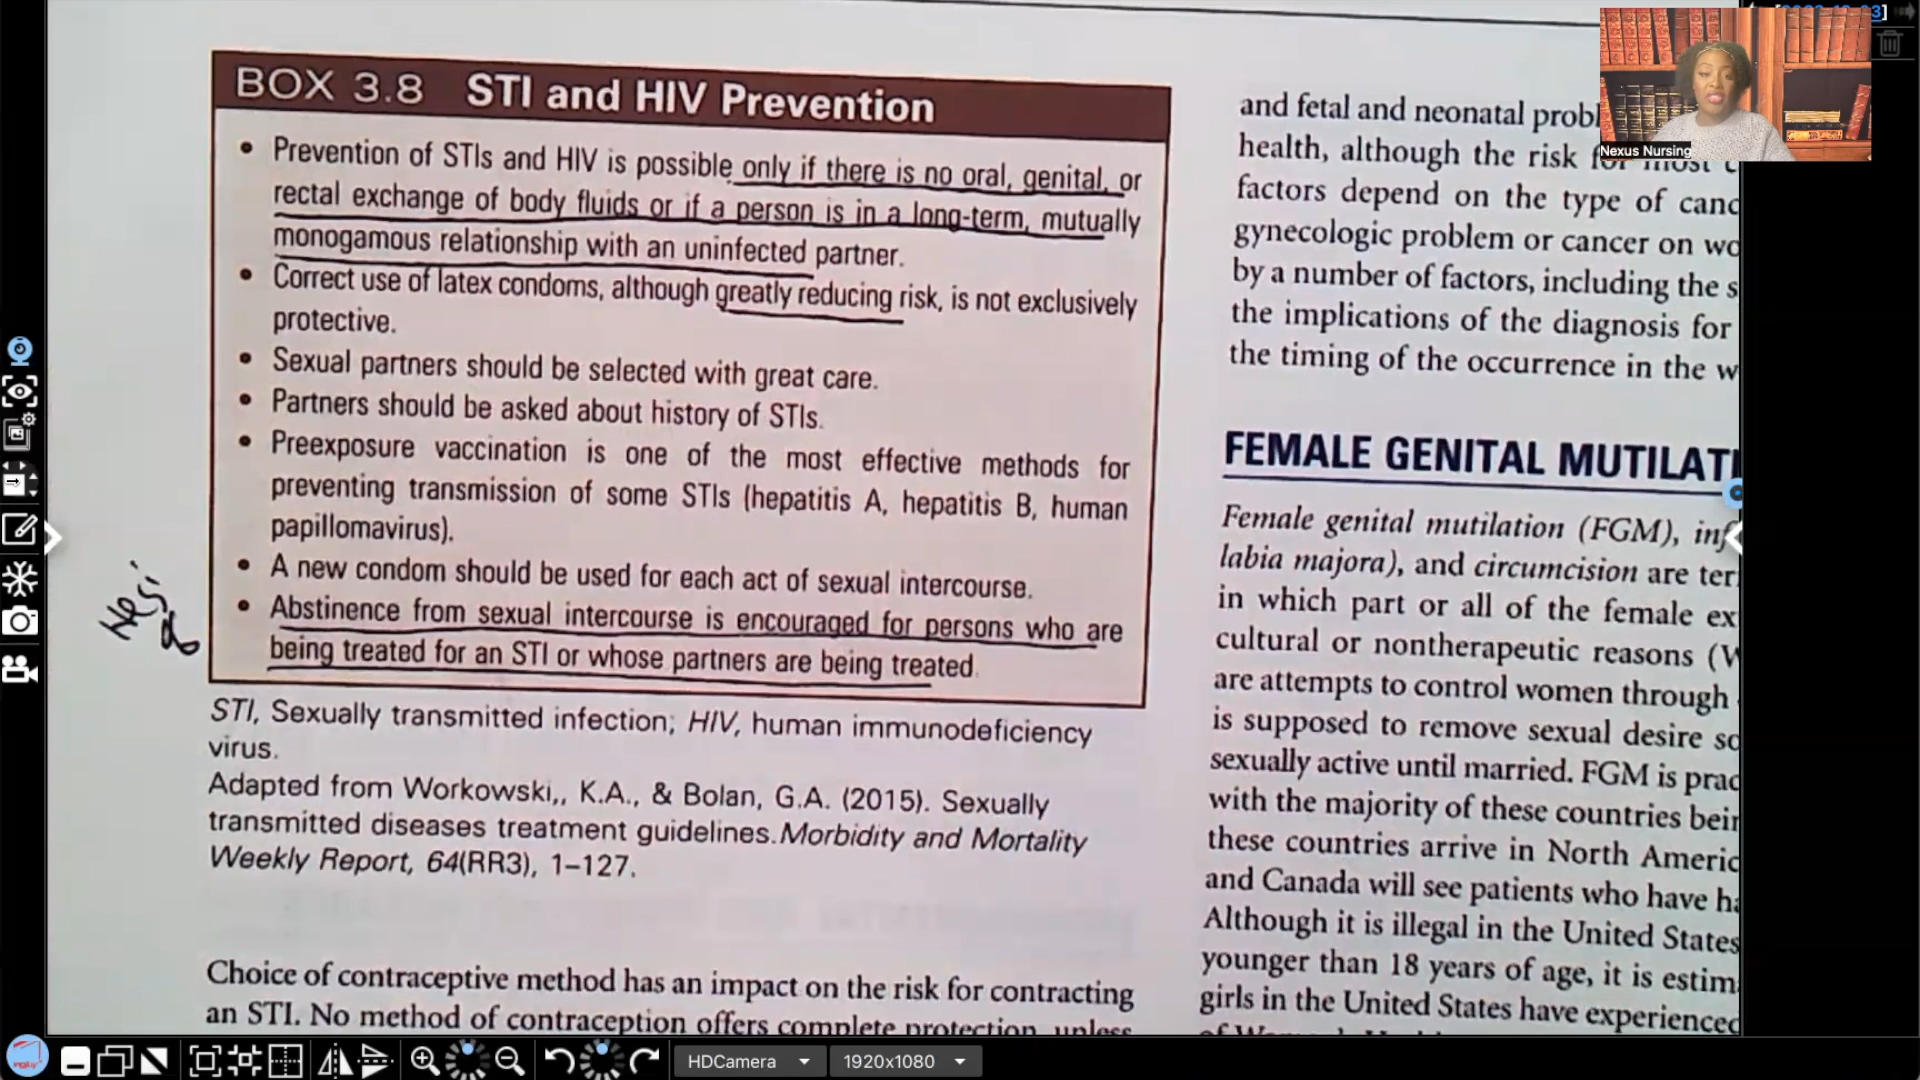 BOX 3.8 STI and HIV Prevention
• Prevention of STIs and HIV is possible only if there is no oral, genital, or
rectal exchange of body fluids or if a person is in a long-term, mutually
monogamous relationship with an uninfected partner.
• Correct use of latex condoms, although greatly reducing risk, is not exclusively
protective.
• Sexual partners should be selected with great care.
• Partners should be asked about history of STIs.
• Preexposure vaccination is one of the most effective methods for
preventing transmission of some STIs (hepatitis A, hepatitis B, human
papillomavirus).
• A new condom should be used for each act of sexual intercourse.
• Abstinence from sexual intercourse is encouraged for persons who are
being treated for an STI or whose partners are being treated.
STI, Sexually transmitted infection; HIV, human immunodeficiency
virus.
Adapted from Workowski,, K.A., & Bolan, G.A. (2015). Sexually
transmitted diseases treatment guidelines. Morbidity and Mortality
Weekly Report, 64(RR3), 1–127.
Choice of contraceptive method has an impact on the risk for contracting
an STI. No method of contraception offers complete protection, unless
and fetal and neonatal probl
health, although the risk for most c
factors depend on the type of canc
gynecologic problem or cancer on wo
by a number of factors, including the s
the implications of the diagnosis for
the timing of the occurrence in the w
FEMALE GENITAL MUTILATI
Female genital mutilation (FGM), inf
labia majora), and circumcision are ter
in which part or all of the female ex
cultural or nontherapeutic reasons (W
are attempts to control women through
is supposed to remove sexual desire so
sexually active until married. FGM is prac
with the majority of these countries bein
these countries arrive in North Americ
and Canada will see patients who have ha
Although it is illegal in the United States
younger than 18 years of age, it is estim
girls in the United States have experienced
Nexus Nursing
HDCamera
1920x1080